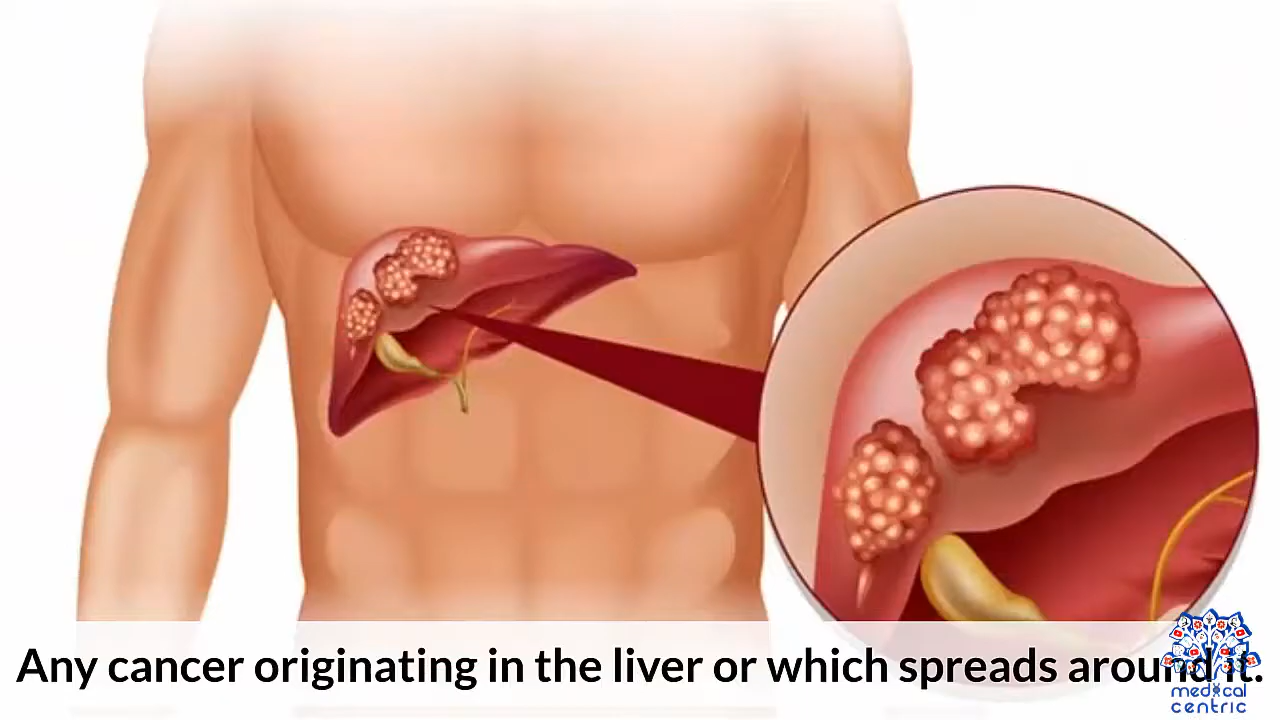 Any cancer originating in the liver or which spreads around it.
medical
centric